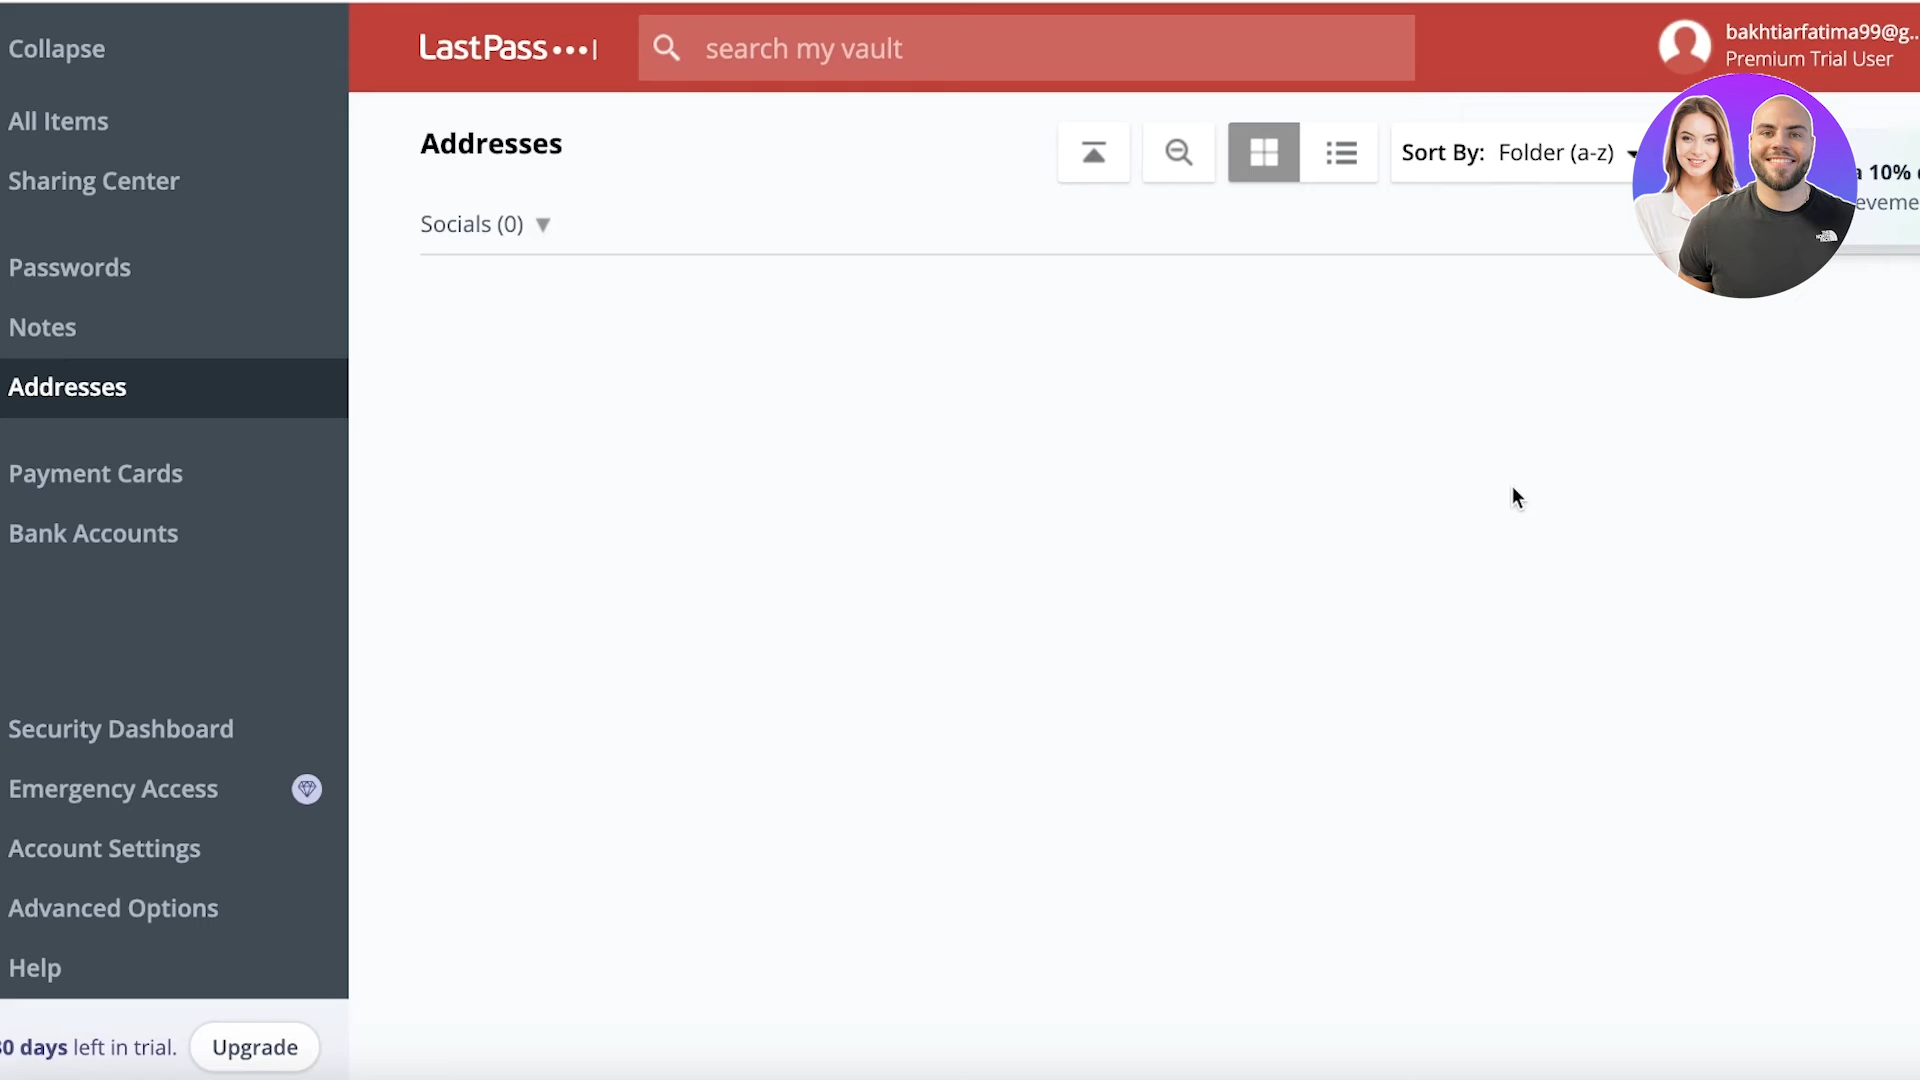 Collapse
All Items
Sharing Center
Passwords
Notes
Addresses
Payment Cards
Bank Accounts
Security Dashboard
Emergency Access
Account Settings
Advanced Options
Help
30 days left in trial.
Upgrade
LastPass
search my vault
bakhtiarfatima99@g...
Premium Trial User
Addresses
Sort By: Folder (a-z)
10%
Socials (0)